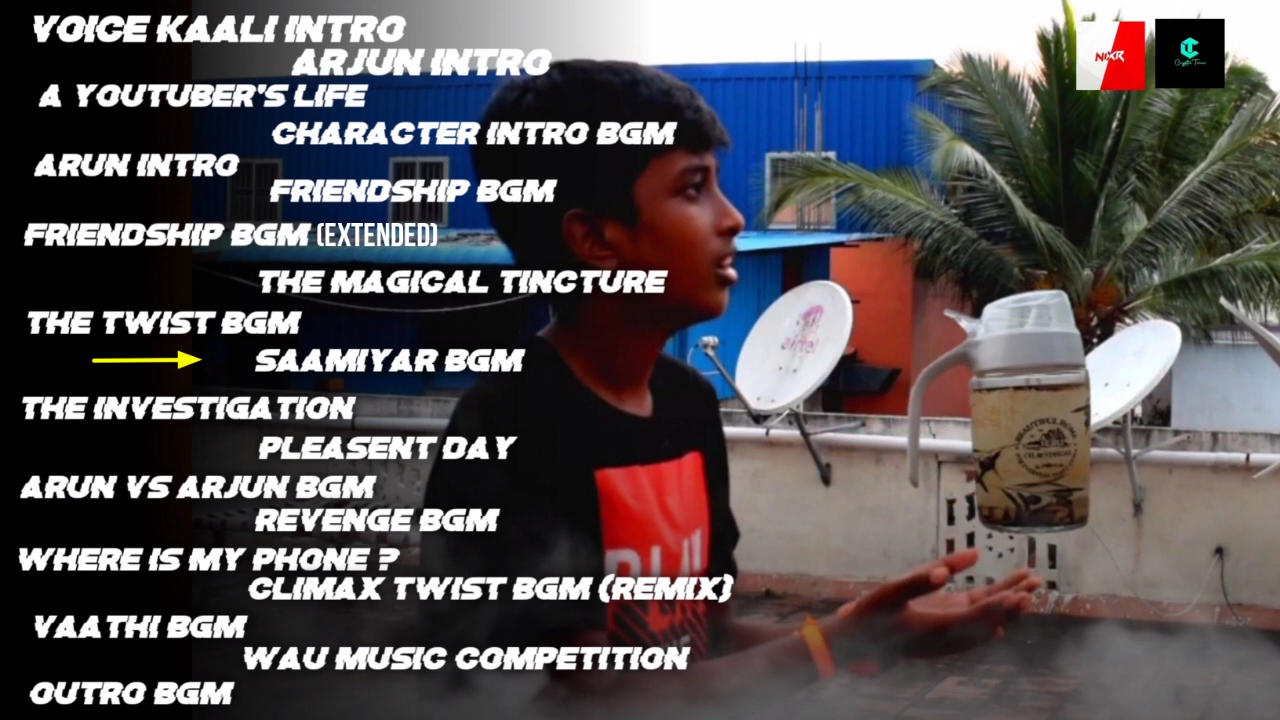 VOICE KAALI INTRO
ARJUN INTRO
A YOUTUBER'S LIFE
CHARACTER INTRO BGM
ARUN INTRO
FRIENDSHIP BGM
FRIENDSHIP BGM (EXTENDED)
THE MAGICAL TINCTURE
THE TWIST BGM
SAAMIYAR BGM
THE INVESTIGATION
PLEASENT DAY
ARUN VS ARJUN BGM
REVENGE BGM
WHERE IS MY PHONE ?
CLIMAX TWIST BGM (REMIX)
VAATHI BGM
WAU MUSIC COMPETITION
OUTRO BGM
airtel